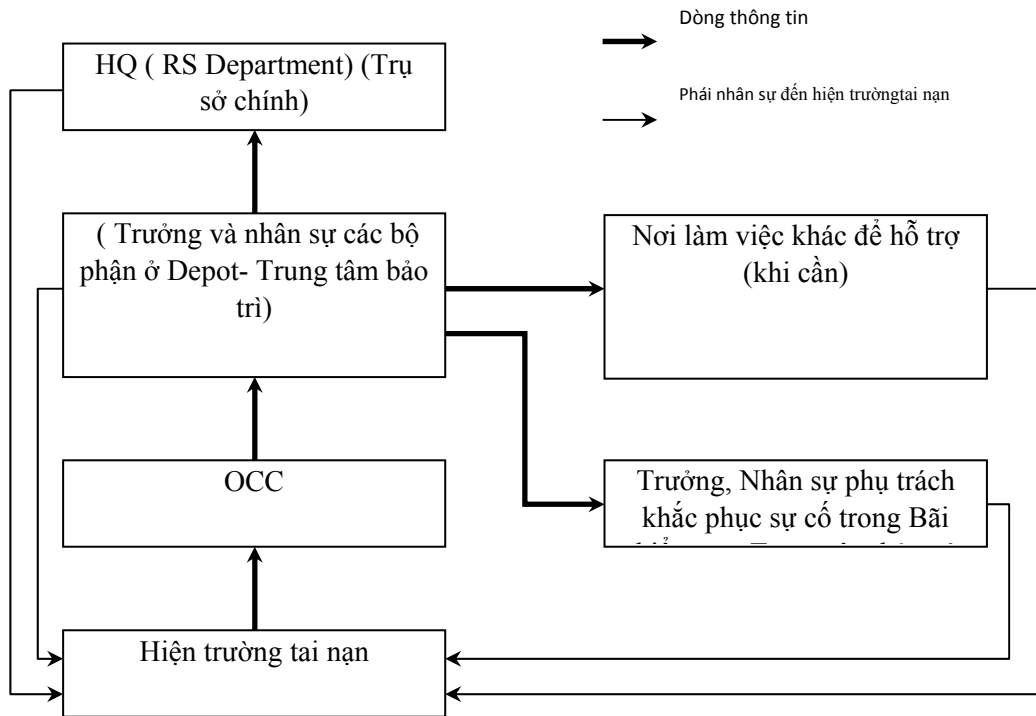 Dòng thông tin
HQ ( RS Department) (Trụ
sở chính)
Phái nhân sự đến hiện trườngtai nạn
( Trưởng và nhân sự các bộ
phận ở Depot- Trung tâm bảo
trì)
Nơi làm việc khác để hỗ trợ
(khi cần)
OCC
Trưởng, Nhân sự phụ trách
khắc phục sự cố trong Bãi
Hiện trường tai nạn